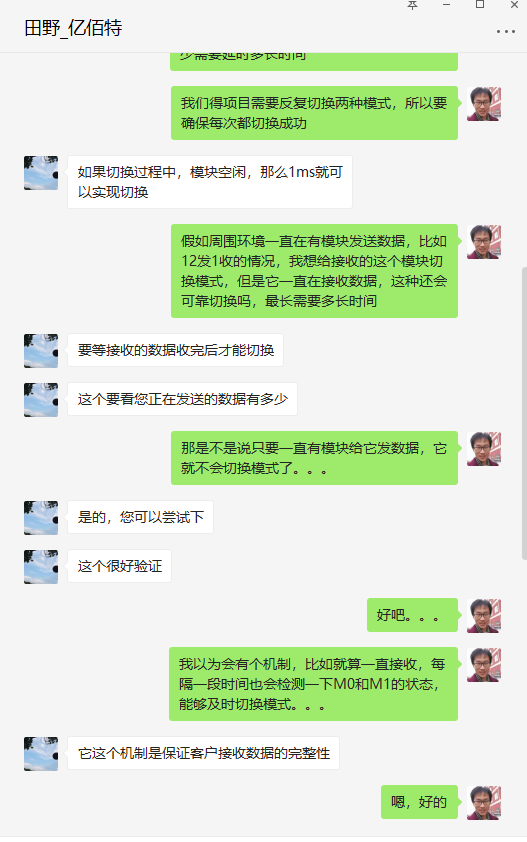 田野_亿佰特
少需要延时多长时间
我们得项目需要反复切换两种模式，所以要
确保每次都切换成功
如果切换过程中，模块空闲，那么1ms就可
以实现切换
假如周围环境一直在有模块发送数据，比如
12发1收的情况，我想给接收的这个模块切
换模式，但是它一直在接收数据，这种还会
可靠切换吗，最长需要多长时间
要等接收的数据收完后才能切换
这个要看您正在发送的数据有多少
那是不是说只要一直有模块给它发数据，它
就不会切换模式了。。。
是的，您可以尝试下
这个很好验证
好吧。。。
我以为会有个机制，比如就算一直接收，每
隔一段时间也会检测一下M0和M1的状态，
能够及时切换模式。。。
它这个机制是保证客户接收数据的完整性
嗯，好的